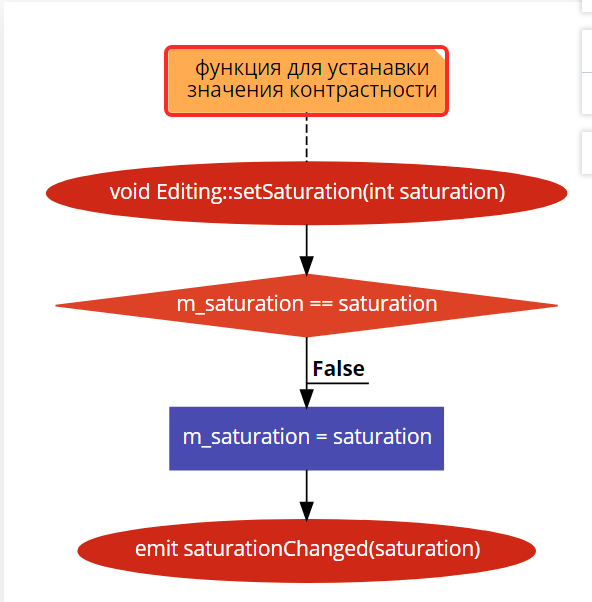 функция для устанавки
значения контрастности
void Editing::setSaturation(int saturation)
m_saturation == saturation
False
m_saturation = saturation
emit saturationChanged(saturation)